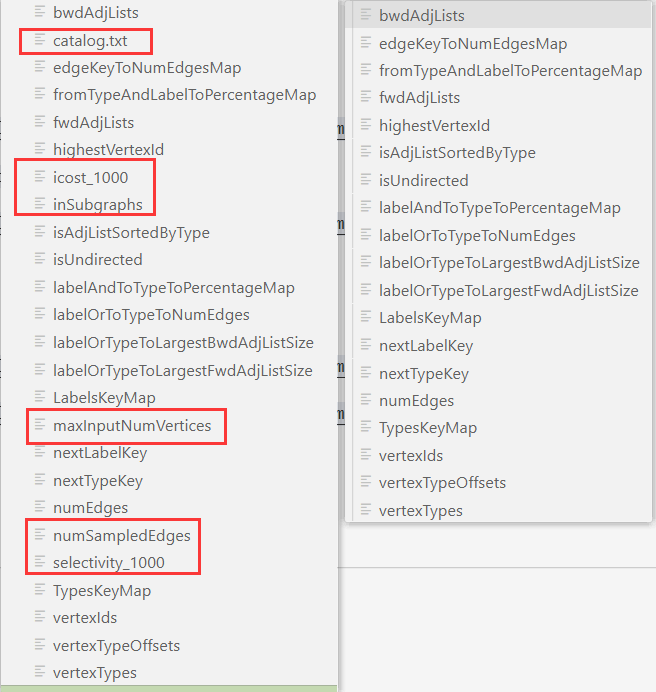 bwdAdjLists
catalog.txt
edgeKeyToNumEdgesMap
fromTypeAndLabelToPercentageMap
fwdAdjLists
highestVertexId
icost_1000
inSubgraphs
isAdjListSortedByType
isUndirected
labelAndToTypeToPercentageMap
labelOrToTypeToNumEdges
labelOrTypeToLargestBwdAdjListSize
labelOrTypeToLargestFwdAdjListSize
LabelsKeyMap
maxInputNumVertices
nextLabelKey
nextTypeKey
numEdges
numSampledEdges
selectivity_1000
TypesKeyMap
vertexIds
vertexTypeOffsets
vertexTypes
bwdAdjLists
edgeKeyToNumEdgesMap
fromTypeAndLabelToPercentageMap
fwdAdjLists
highestVertexId
isAdjListSortedByType
isUndirected
labelAndToTypeToPercentageMap
labelOrToTypeToNumEdges
labelOrTypeToLargestBwdAdjListSize
labelOrTypeToLargestFwdAdjListSize
LabelsKeyMap
nextLabelKey
nextTypeKey
numEdges
TypesKeyMap
vertexIds
vertexTypeOffsets
vertexTypes